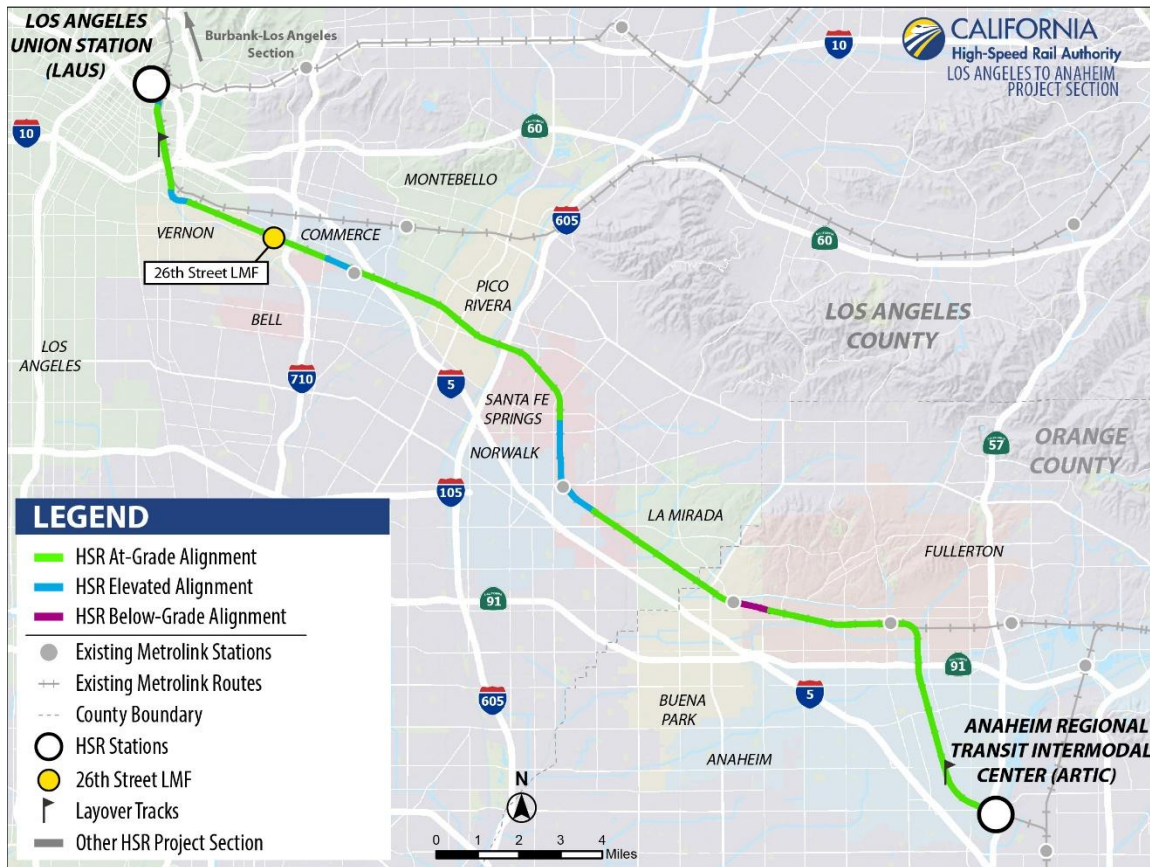 LOS ANGELES
UNION STATION
(LAUS)
Burbank-Los Angeles
Section
10
CALIFORNIA
High-Speed Rail Authority
LOS ANGELES TO ANAHEIM
PROJECT SECTION
10
60
MONTEBELLO
605
60
VERNON
COMMERCE
26th Street LMF
PICO
RIVERA
BELL
LOS ANGELES
COUNTY
LOS
ANGELES
710
5
SANTA FE
SPRINGS
57
ORANGE
COUNTY
NORWALK
105
LA MIRADA
FULLERTON
91
91
605
5
BUENA
PARK
ANAHEIM
ANAHEIM REGIONAL
TRANSIT INTERMODAL
CENTER (ARTIC)
LEGEND
HSR At-Grade Alignment
HSR Elevated Alignment
HSR Below-Grade Alignment
Existing Metrolink Stations
Existing Metrolink Routes
County Boundary
HSR Stations
26th Street LMF
Layover Tracks
Other HSR Project Section
N
0 1 2 3 4
Miles